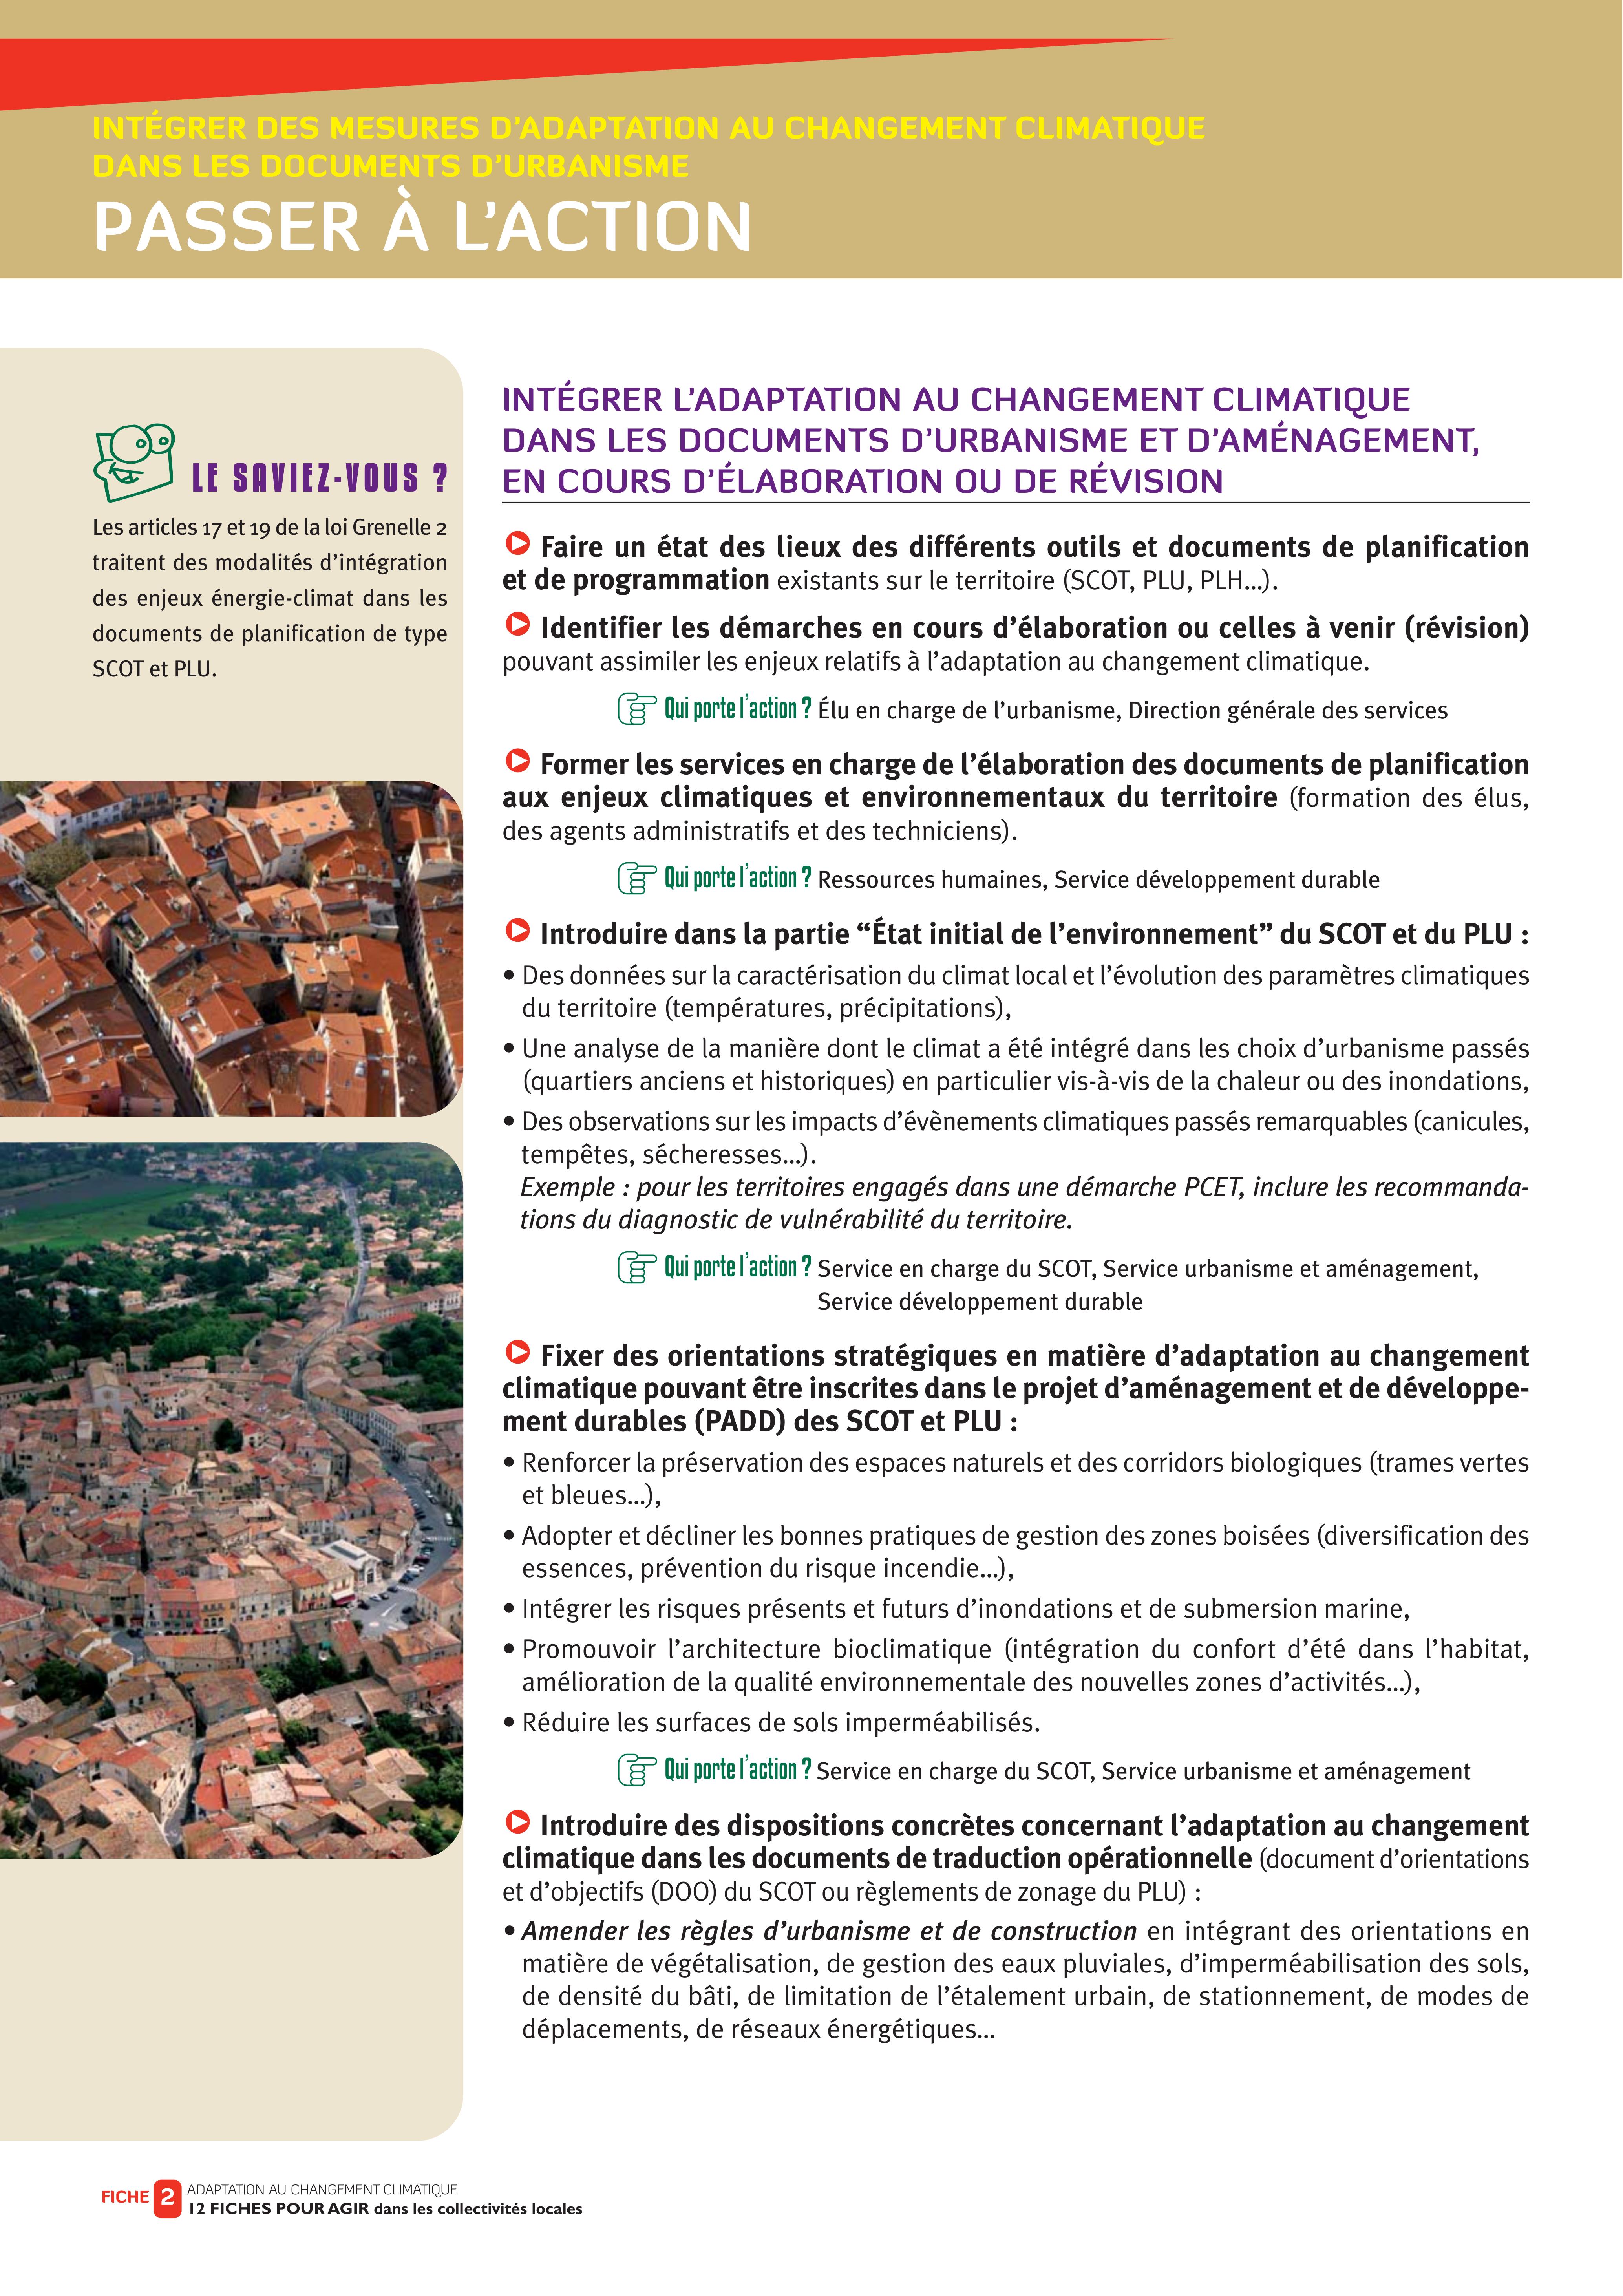 INTÉGRER DES MESURES D’ADAPTATION AU CHANGEMENT CLIMATIQUE
DANS LES DOCUMENTS D’URBANISME
PASSER À L’ACTION
LE SAVIEZ-VOUS ?
Les articles 17 et 19 de la loi Grenelle 2
traitent des modalités d’intégration
des enjeux énergie-climat dans les
documents de planification de type
SCOT et PLU.
INTÉGRER L’ADAPTATION AU CHANGEMENT CLIMATIQUE
DANS LES DOCUMENTS D’URBANISME ET D’AMÉNAGEMENT,
EN COURS D’ÉLABORATION OU DE RÉVISION
Faire un état des lieux des différents outils et documents de planification
et de programmation existants sur le territoire (SCOT, PLU, PLH...).
Identifier les démarches en cours d’élaboration ou celles à venir (révision)
pouvant assimiler les enjeux relatifs à l’adaptation au changement climatique.
Qui porte l’action ? Élu en charge de l’urbanisme, Direction générale des services
Former les services en charge de l’élaboration des documents de planification
aux enjeux climatiques et environnementaux du territoire (formation des élus,
des agents administratifs et des techniciens).
Qui porte l’action ? Ressources humaines, Service développement durable
Introduire dans la partie “État initial de l’environnement” du SCOT et du PLU :
• Des données sur la caractérisation du climat local et l’évolution des paramètres climatiques
du territoire (températures, précipitations),
• Une analyse de la manière dont le climat a été intégré dans les choix d’urbanisme passés
(quartiers anciens et historiques) en particulier vis-à-vis de la chaleur ou des inondations,
• Des observations sur les impacts d’évènements climatiques passés remarquables (canicules,
tempêtes, sécheresses...).
Exemple : pour les territoires engagés dans une démarche PCET, inclure les recommanda-
tions du diagnostic de vulnérabilité du territoire.
Qui porte l’action ? Service en charge du SCOT, Service urbanisme et aménagement,
Service développement durable
Fixer des orientations stratégiques en matière d’adaptation au changement
climatique pouvant être inscrites dans le projet d’aménagement et de développe-
ment durables (PADD) des SCOT et PLU :
• Renforcer la préservation des espaces naturels et des corridors biologiques (trames vertes
et bleues...),
• Adopter et décliner les bonnes pratiques de gestion des zones boisées (diversification des
essences, prévention du risque incendie...),
• Intégrer les risques présents et futurs d’inondations et de submersion marine,
• Promouvoir l’architecture bioclimatique (intégration du confort d’été dans l’habitat,
amélioration de la qualité environnementale des nouvelles zones d’activités...),
• Réduire les surfaces de sols imperméabilisés.
Qui porte l’action ? Service en charge du SCOT, Service urbanisme et aménagement
Introduire des dispositions concrètes concernant l’adaptation au changement
climatique dans les documents de traduction opérationnelle (document d’orientations
et d’objectifs (DOO) du SCOT ou règlements de zonage du PLU) :
• Amender les règles d’urbanisme et de construction en intégrant des orientations en
matière de végétalisation, de gestion des eaux pluviales, d’imperméabilisation des sols,
de densité du bâti, de limitation de l’étalement urbain, de stationnement, de modes de
déplacements, de réseaux énergétiques...
FICHE 2 ADAPTATION AU CHANGEMENT CLIMATIQUE
12 FICHES POUR AGIR dans les collectivités locales